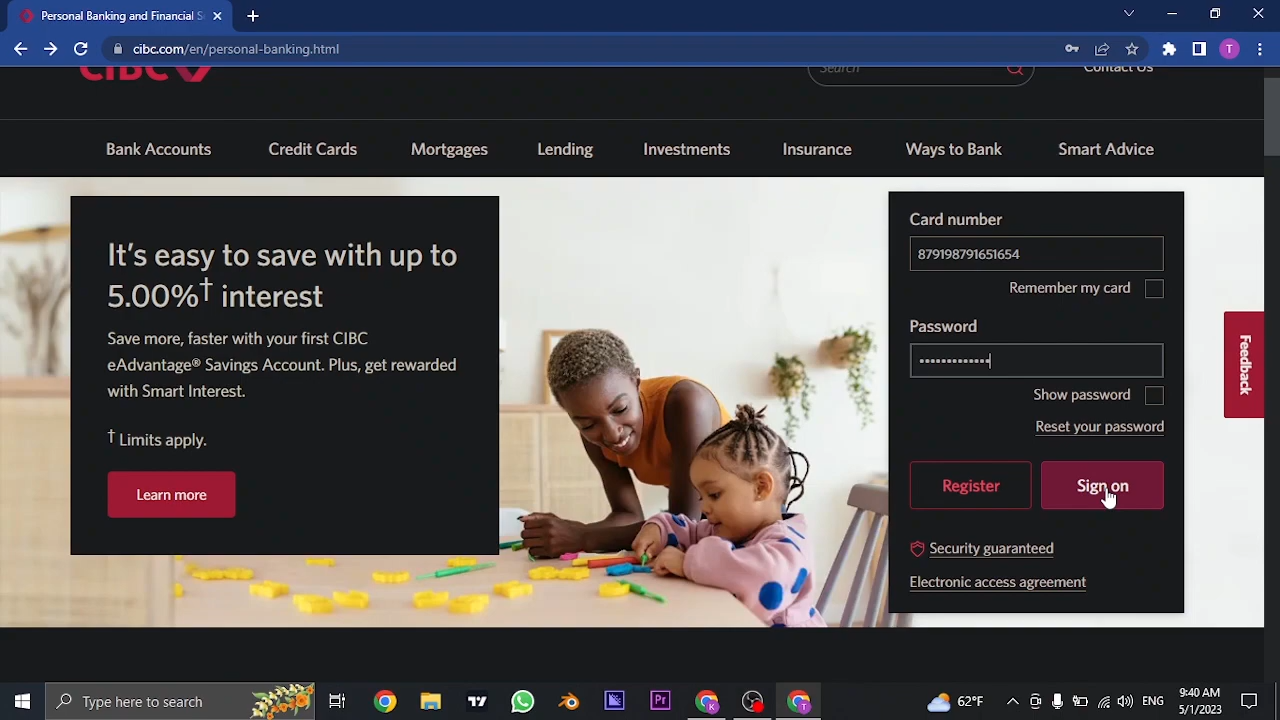 Personal Banking and Financial S
cibc.com/en/personal-banking.html
T
CIBC
Search
Contact Us
Bank Accounts
Credit Cards
Mortgages
Lending
Investments
Insurance
Ways to Bank
Smart Advice
It's easy to save with up to
5.00%† interest
Save more, faster with your first CIBC
eAdvantage® Savings Account. Plus, get rewarded
with Smart Interest.
† Limits apply.
Learn more
Card number
879198791651654
Remember my card
Password
•••••••••••••
Show password
Reset your password
Register
Sign on
Security guaranteed
Electronic access agreement
Feedback
Type here to search
Pr
K
T
62°F
ENG
9:40 AM
5/1/2023